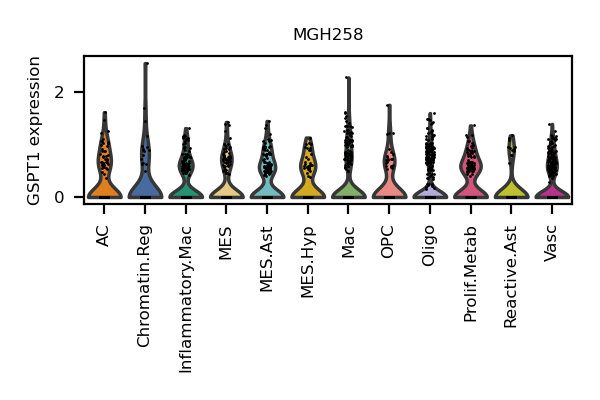 MGH258
GSPT1 expression
2
0
AC
Chromatin.Reg
Inflammatory.Mac
MES
MES.Ast
MES.Hyp
Mac
OPC
Oligo
Prolif.Metab
Reactive.Ast
Vasc